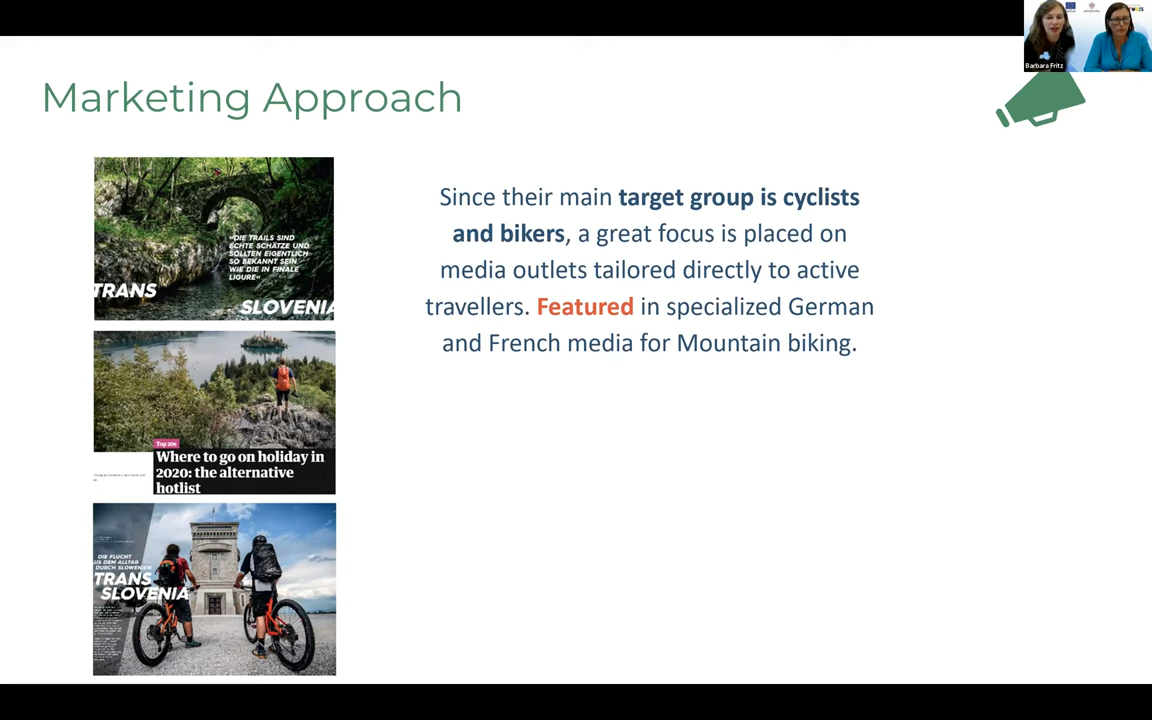 Barbara Fritz
Marketing Approach
Since their main target group is cyclists
and bikers, a great focus is placed on
media outlets tailored directly to active
travellers. Featured in specialized German
and French media for Mountain biking.
»DIE TRAILS SIND
ECHTE SCHÄTZE UND
SOLLTEN EIGENTLICH
SO BEKANNT SEIN
WIE DIE IN FINALE
LIGURE«
TRANS
SLOVENIA
Top 20s
Where to go on holiday in
2020: the alternative
hotlist
DIE FLUCHT
AUS DEM ALLTAG
DURCH SLOWENIEN
TRANS
SLOVENIA